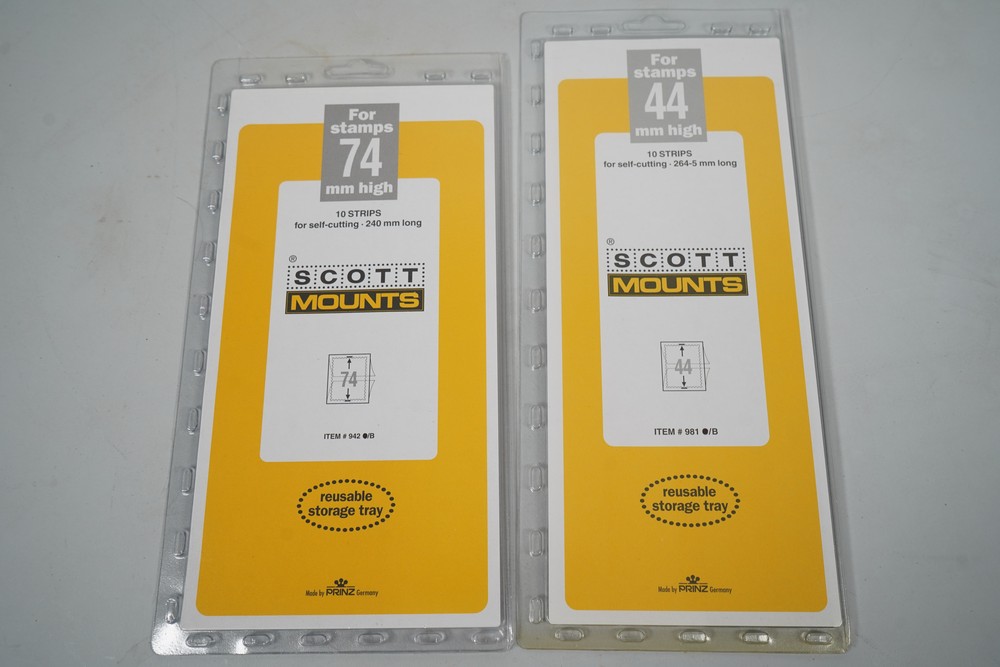 For
stamps
74
mm high
10 STRIPS
for self-cutting · 240 mm long
®
SCOTT
MOUNTS
74
ITEM # 942 ●/B
reusable
storage tray
Made by PRINZ Germany
For
stamps
44
mm high
10 STRIPS
for self-cutting · 264-5 mm long
®
SCOTT
MOUNTS
44
ITEM # 981 ●/B
reusable
storage tray
Made by PRINZ Germany